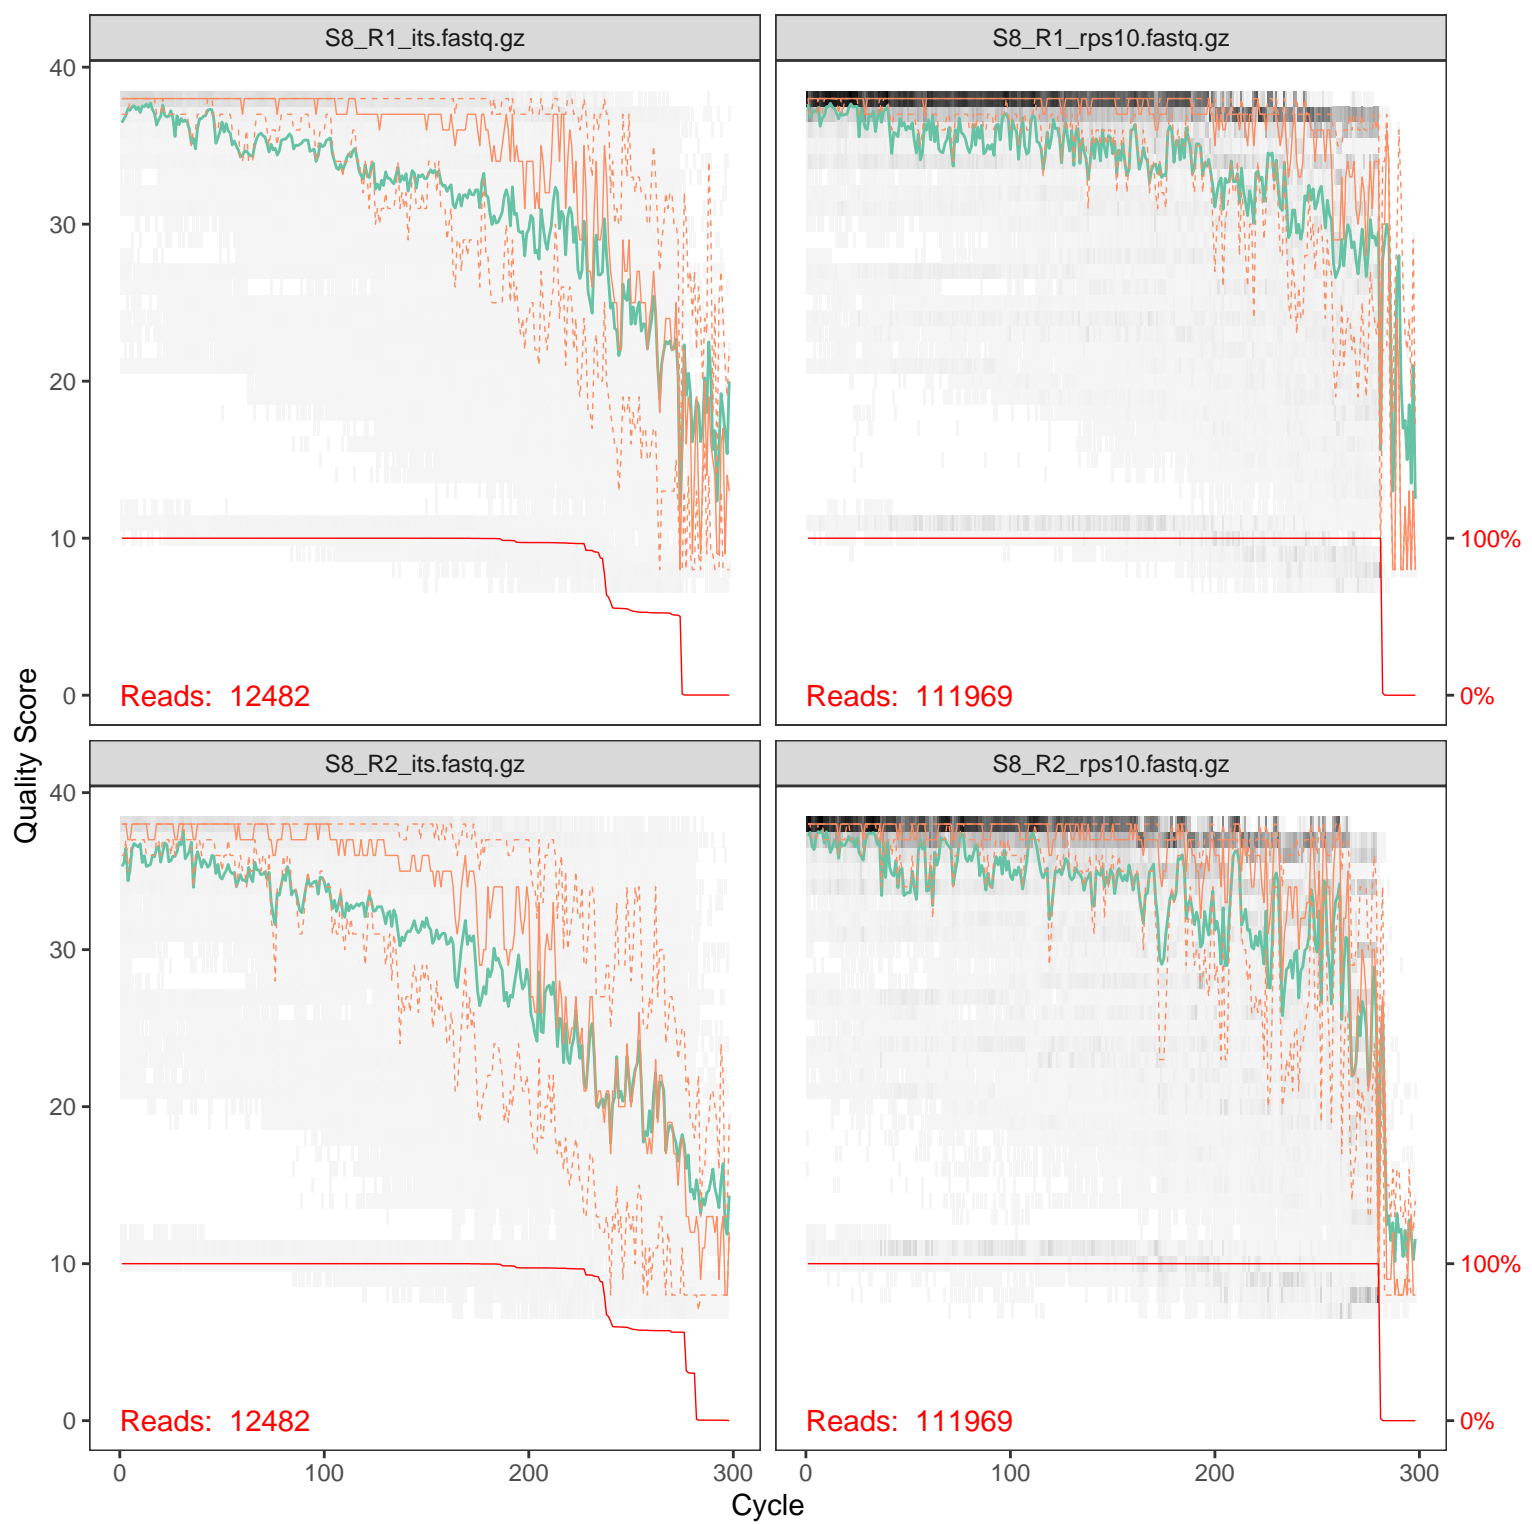 S8_R1_its.fastq.gz
S8_R1_rps10.fastq.gz
40
30
20
10
0
100%
0%
Reads: 12482
Reads: 111969
Quality Score
S8_R2_its.fastq.gz
S8_R2_rps10.fastq.gz
40
30
20
10
0
100%
0%
Reads: 12482
Reads: 111969
0 100 200 300
0 100 200 300
Cycle